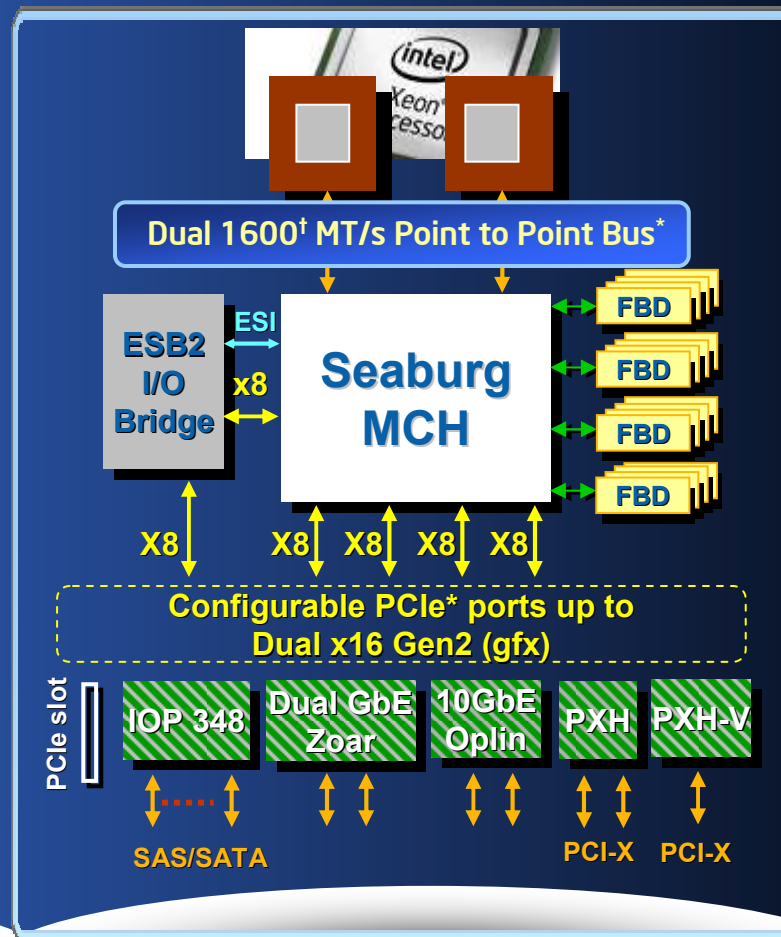 intel
Xeon®
Dual 1600† MT/s Point to Point Bus*
ESB2
I/O
Bridge
ESI
x8
Seaburg
MCH
FBD
FBD
FBD
FBD
X8
X8
X8
X8
X8
Configurable PCIe* ports up to
Dual x16 Gen2 (gfx)
PCIe slot
IOP 348
Dual GbE
Zoar
10GbE
Oplin
PXH
PXH-V
SAS/SATA
PCI-X
PCI-X